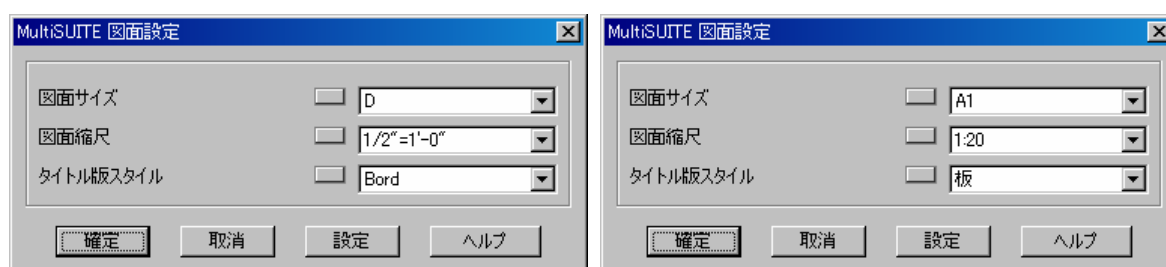 MultiSUITE 図面設定
図面サイズ D
図面縮尺 1/2"=1'-0"
タイトル版スタイル Bord
確定 取消 設定 ヘルプ
MultiSUITE 図面設定
図面サイズ A1
図面縮尺 1:20
タイトル版スタイル 板
確定 取消 設定 ヘルプ